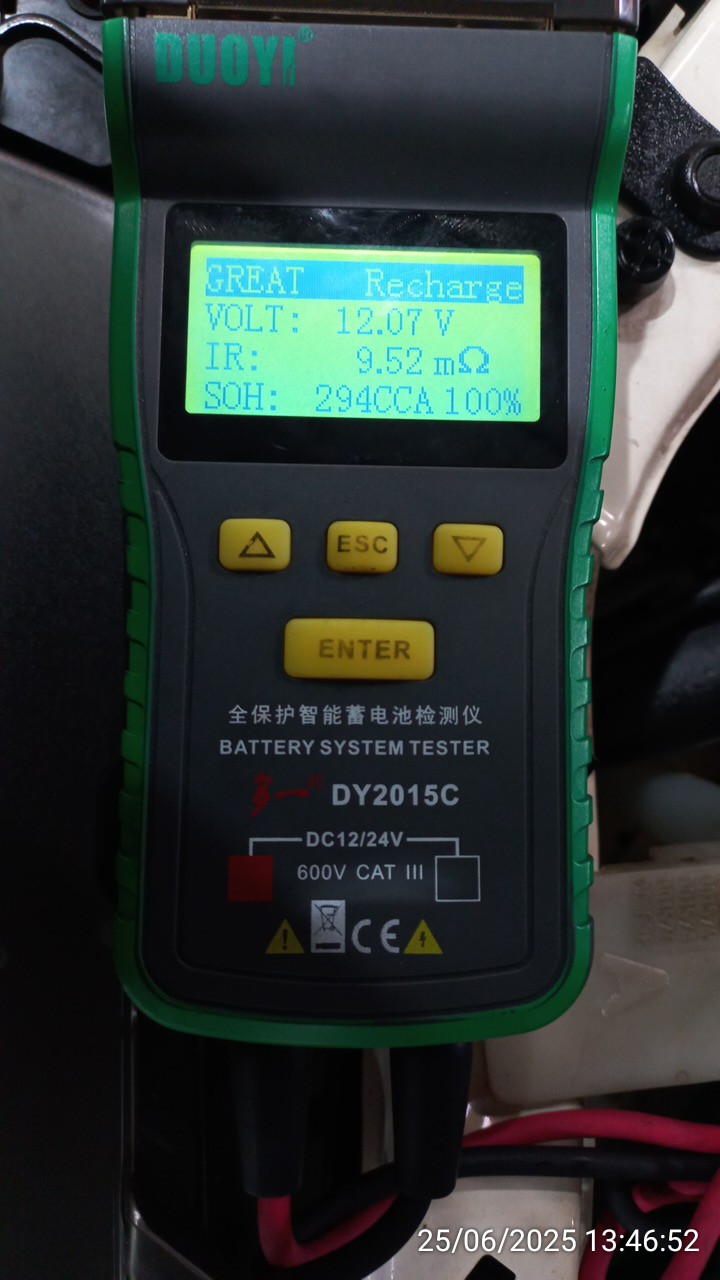 DUOYI®
GREAT Recharge
VOLT: 12.07 V
IR: 9.52 mΩ
SOH: 294CCA 100%
ESC
ENTER
全保护智能蓄电池检测仪
BATTERY SYSTEM TESTER
多一® DY2015C
DC12/24V
600V CAT III
CE
25/06/2025 13:46:52